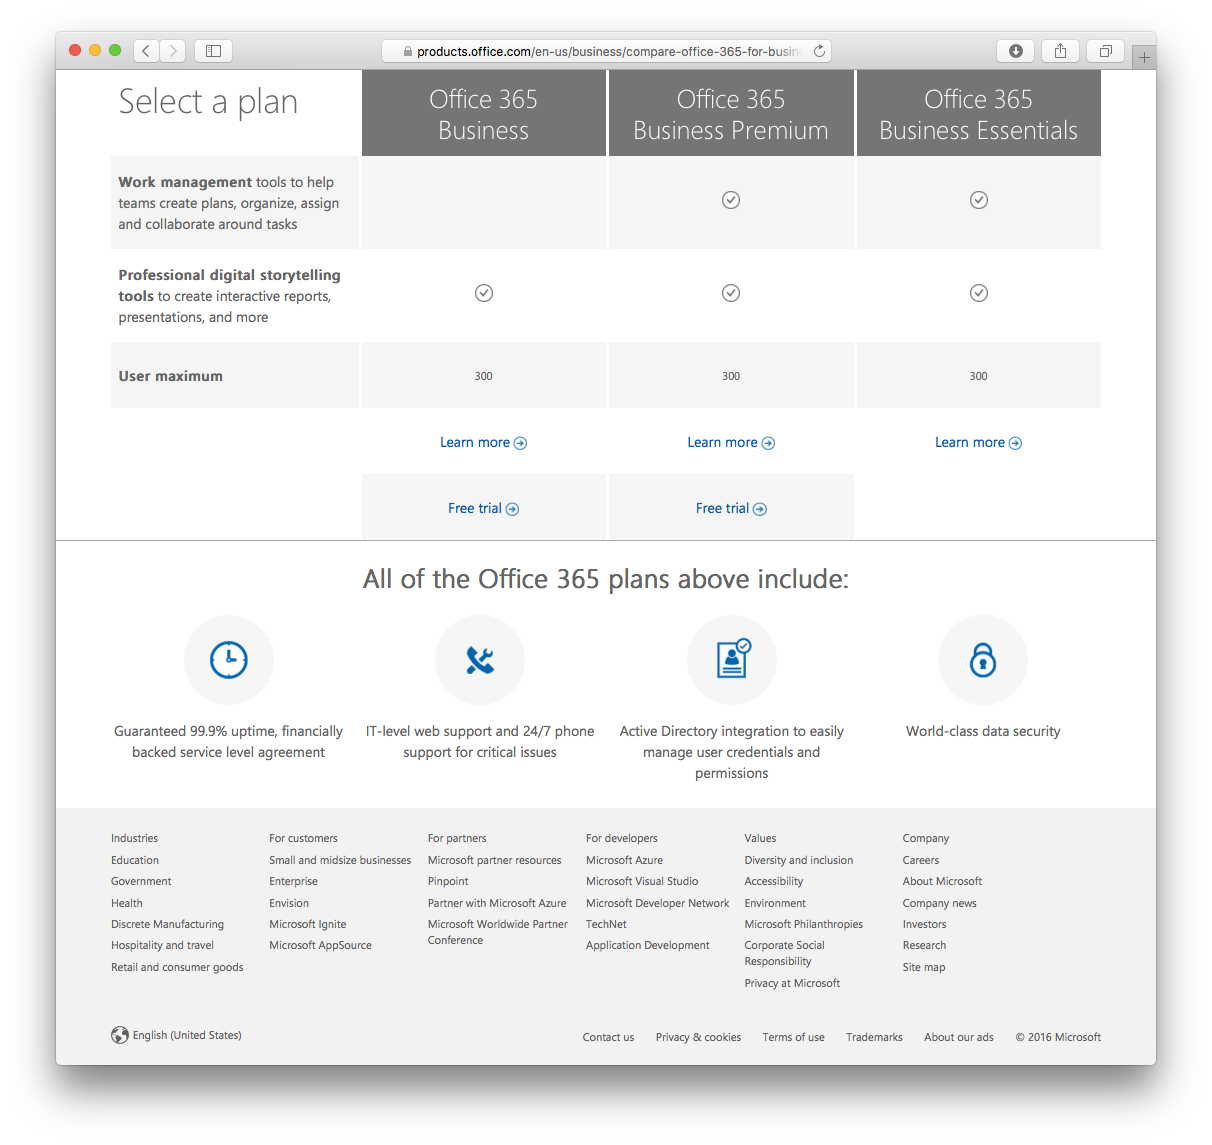 products.office.com/en-us/business/compare-office-365-for-busin
Select a plan
Office 365
Business
Office 365
Business Premium
Office 365
Business Essentials
Work management tools to help
teams create plans, organize, assign
and collaborate around tasks
Professional digital storytelling
tools to create interactive reports,
presentations, and more
User maximum
300
300
300
Learn more
Learn more
Learn more
Free trial
Free trial
All of the Office 365 plans above include:
Guaranteed 99.9% uptime, financially
backed service level agreement
IT-level web support and 24/7 phone
support for critical issues
Active Directory integration to easily
manage user credentials and
permissions
World-class data security
Industries
Education
Government
Health
Discrete Manufacturing
Hospitality and travel
Retail and consumer goods
For customers
Small and midsize businesses
Enterprise
Envision
Microsoft Ignite
Microsoft AppSource
For partners
Microsoft partner resources
Pinpoint
Partner with Microsoft Azure
Microsoft Worldwide Partner
Conference
For developers
Microsoft Azure
Microsoft Visual Studio
Microsoft Developer Network
TechNet
Application Development
Values
Diversity and inclusion
Accessibility
Environment
Microsoft Philanthropies
Corporate Social
Responsibility
Privacy at Microsoft
Company
Careers
About Microsoft
Company news
Investors
Research
Site map
English (United States)
Contact us
Privacy & cookies
Terms of use
Trademarks
About our ads
© 2016 Microsoft